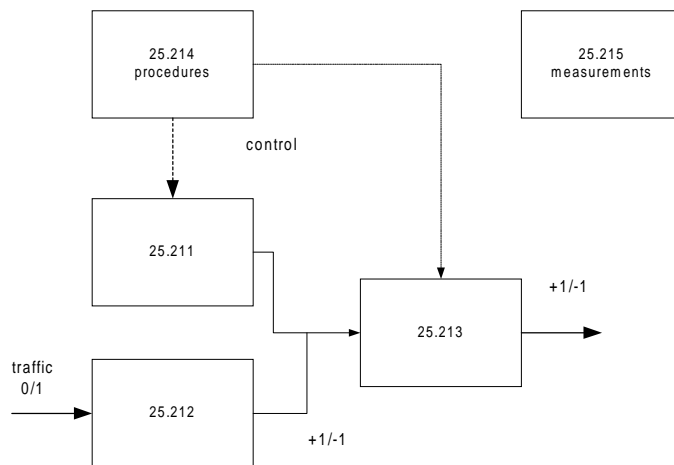 25.214
procedures
25.215
measurements
control
25.211
+1/-1
25.213
traffic
0/1
25.212
+1/-1